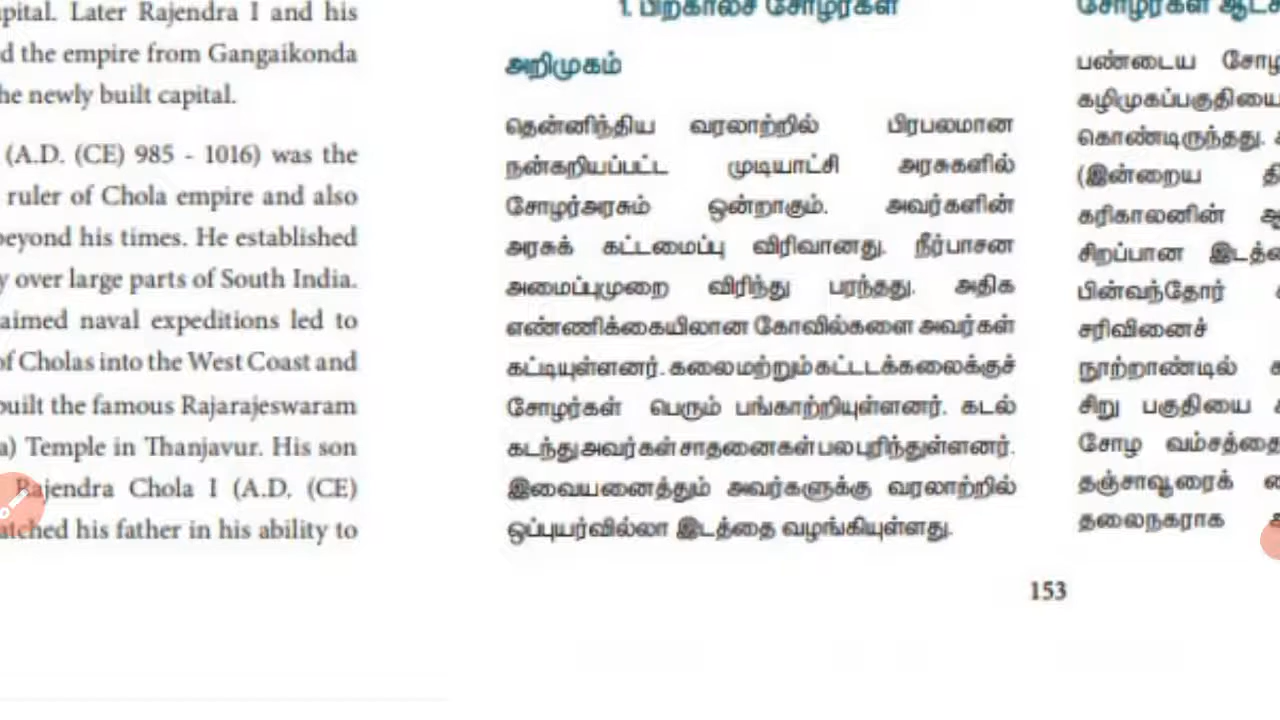 pital. Later Rajendra I and his
d the empire from Gangaikonda
he newly built capital.
(A.D. (CE) 985 - 1016) was the
ruler of Chola empire and also
beyond his times. He established
y over large parts of South India.
aimed naval expeditions led to
of Cholas into the West Coast and
built the famous Rajarajeswaram
a) Temple in Thanjavur. His son
Rajendra Chola I (A.D. (CE)
atched his father in his ability to
1. பிற்காலச் சோழர்கள்
அறிமுகம்
தென்னிந்திய வரலாற்றில் பிரபலமான
நன்கறியப்பட்ட முடியாட்சி அரசுகளில்
சோழர்அரசும் ஒன்றாகும். அவர்களின்
அரசுக் கட்டமைப்பு விரிவானது. நீர்பாசன
அமைப்புமுறை விரிந்து பரந்தது. அதிக
எண்ணிக்கையிலான கோவில்களை அவர்கள்
கட்டியுள்ளனர். கலை மற்றும் கட்டடக்கலைக்குச்
சோழர்கள் பெரும் பங்காற்றியுள்ளனர். கடல்
கடந்து அவர்கள் சாதனைகள் பல புரிந்துள்ளனர்.
இவையனைத்தும் அவர்களுக்கு வரலாற்றில்
ஒப்புயர்வில்லா இடத்தை வழங்கியுள்ளது.
சோழர்கள்
பண்டைய சோழ
கழிமுகப்பகுதியை
கொண்டிருந்தது.
(இன்றைய தி
கரிகாலனின் ஆ
சிறப்பான இடத்
பின்வந்தோர்
சரிவினைச்
நூற்றாண்டில்
சிறு பகுதியை
சோழ வம்சத்தை
தஞ்சாவூரைக்
தலைநகராக
153